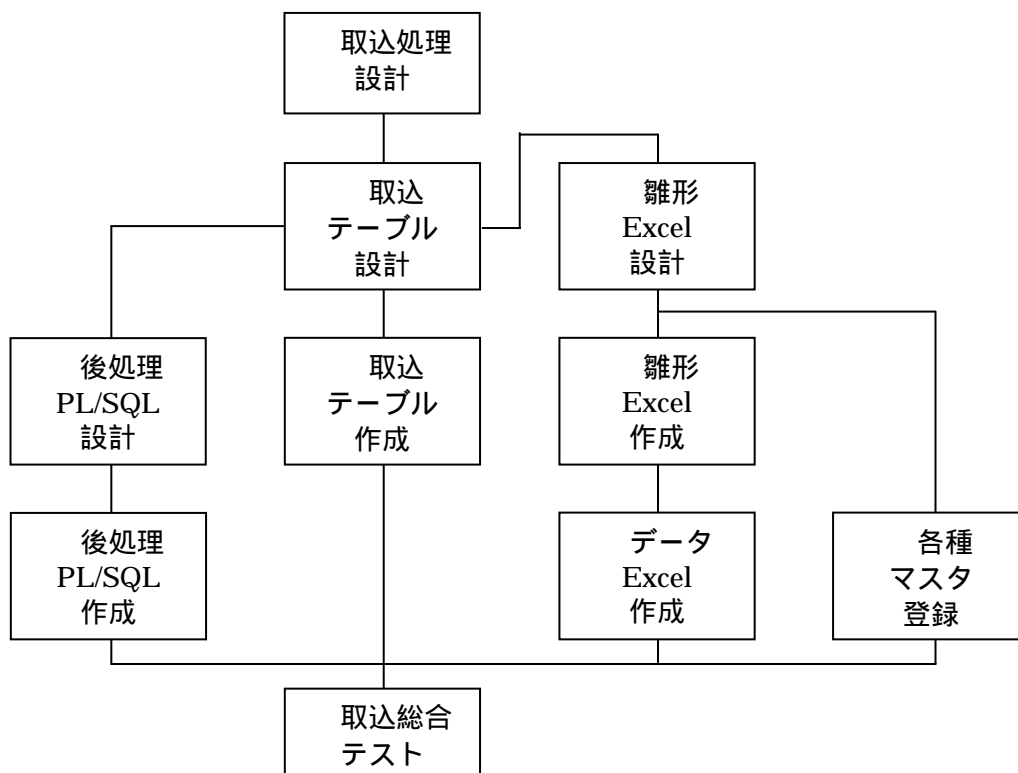 取込処理
設計
取込
テーブル
設計
雛形
Excel
設計
後処理
PL/SQL
設計
取込
テーブル
作成
雛形
Excel
作成
後処理
PL/SQL
作成
データ
Excel
作成
各種
マスタ
登録
取込総合
テスト